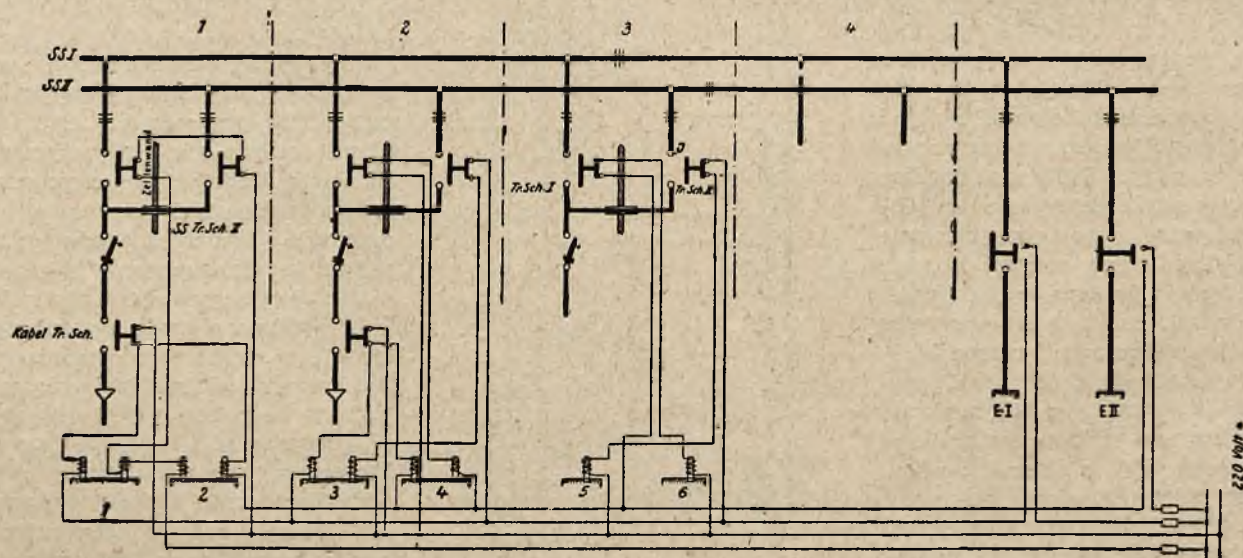 1 2 3 4
SS I
SS II
Zellenwand
J
Tr.Sch. I
Tr.Sch. II
SS Tr.Sch. II
Kabel Tr. Sch.
E I
E II
220 Volt
1 2 3 4 5 6